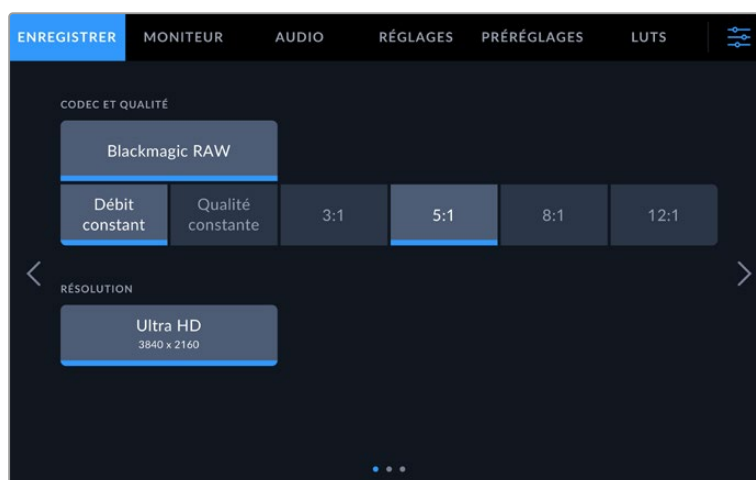 ENREGISTRER MONITEUR AUDIO RÉGLAGES PRÉRÉGLAGES LUTS
CODEC ET QUALITÉ
Blackmagic RAW
Débit constant Qualité constante 3:1 5:1 8:1 12:1
RÉSOLUTION
Ultra HD
3840 x 2160